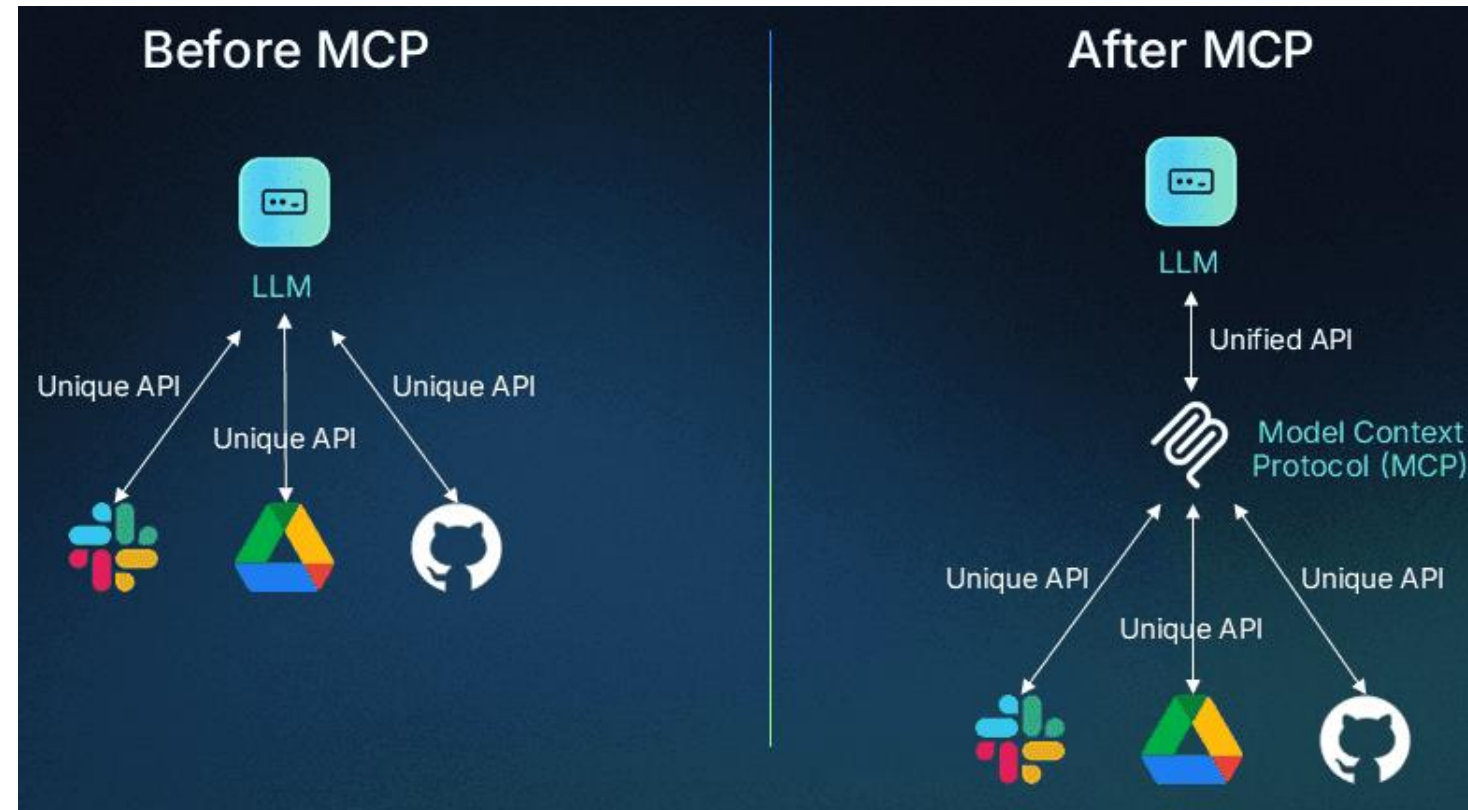 Before MCP
LLM
Unique API
Unique API
Unique API
After MCP
LLM
Unified API
Model Context
Protocol (MCP)
Unique API
Unique API
Unique API